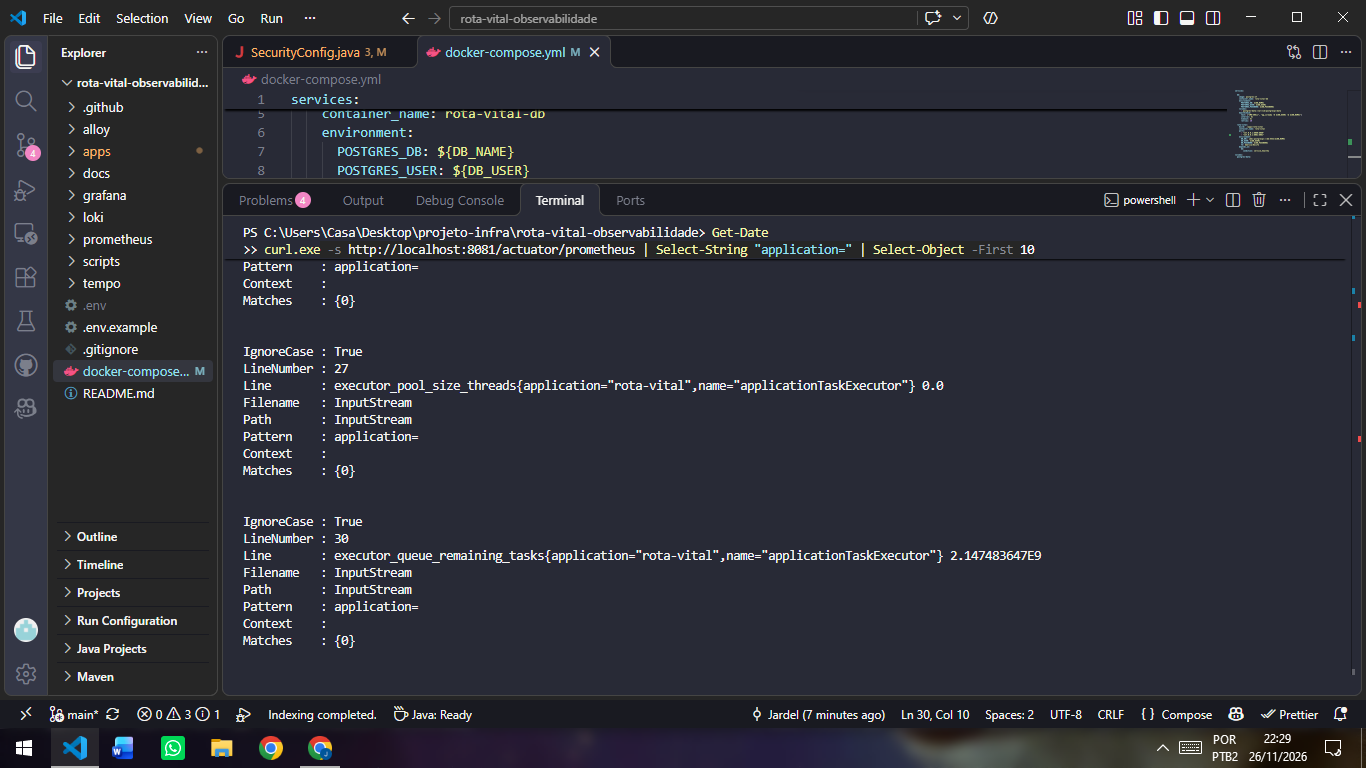 File Edit Selection View Go Run ··· rota-vital-observabilidade
Explorer ···
rota-vital-observabilid...
.github
alloy
apps
docs
grafana
loki
prometheus
scripts
tempo
.env
.env.example
.gitignore
docker-compose... M
README.md
Outline
Timeline
Projects
Run Configuration
Java Projects
Maven
4
SecurityConfig.java 3, M
docker-compose.yml M
docker-compose.yml
1 services:
5 container_name: rota-vital-db
6 environment:
7 POSTGRES_DB: ${DB_NAME}
8 POSTGRES_USER: ${DB_USER}
Problems 4 Output Debug Console Terminal Ports powershell
PS C:\Users\Casa\Desktop\projeto-infra\rota-vital-observabilidade> Get-Date
>> curl.exe -s http://localhost:8081/actuator/prometheus | Select-String "application=" | Select-Object -First 10
Pattern : application=
Context :
Matches : {0}
IgnoreCase : True
LineNumber : 27
Line : executor_pool_size_threads{application="rota-vital",name="applicationTaskExecutor"} 0.0
Filename : InputStream
Path : InputStream
Pattern : application=
Context :
Matches : {0}
IgnoreCase : True
LineNumber : 30
Line : executor_queue_remaining_tasks{application="rota-vital",name="applicationTaskExecutor"} 2.147483647E9
Filename : InputStream
Path : InputStream
Pattern : application=
Context :
Matches : {0}
main* 0 3 1 Indexing completed. Java: Ready Jardel (7 minutes ago) Ln 30, Col 10 Spaces: 2 UTF-8 CRLF { } Compose Prettier
POR
PTB2
22:29
26/11/2026